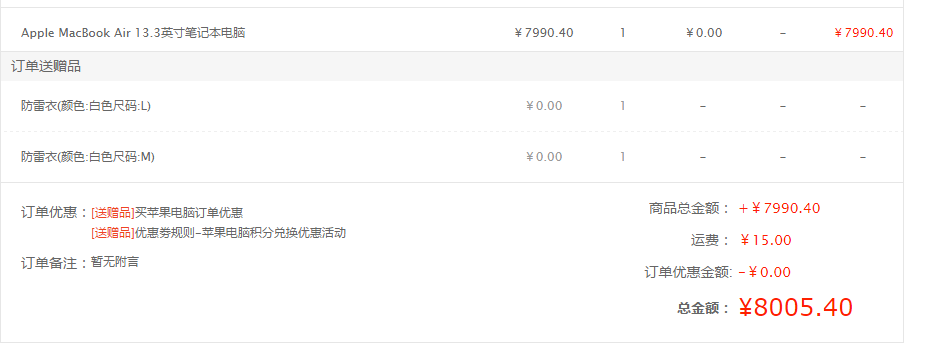 Apple MacBook Air 13.3英寸笔记本电脑 ￥7990.40 1 ￥0.00 - ￥7990.40
订单送赠品
防雷衣(颜色:白色尺码:L) ￥0.00 1 - - -
防雷衣(颜色:白色尺码:M) ￥0.00 1 - - -
订单优惠：[送赠品]买苹果电脑订单优惠
[送赠品]优惠劵规则-苹果电脑积分兑换优惠活动
订单备注：暂无附言
商品总金额： +￥7990.40
运费： ￥15.00
订单优惠金额: -￥0.00
总金额： ¥8005.40